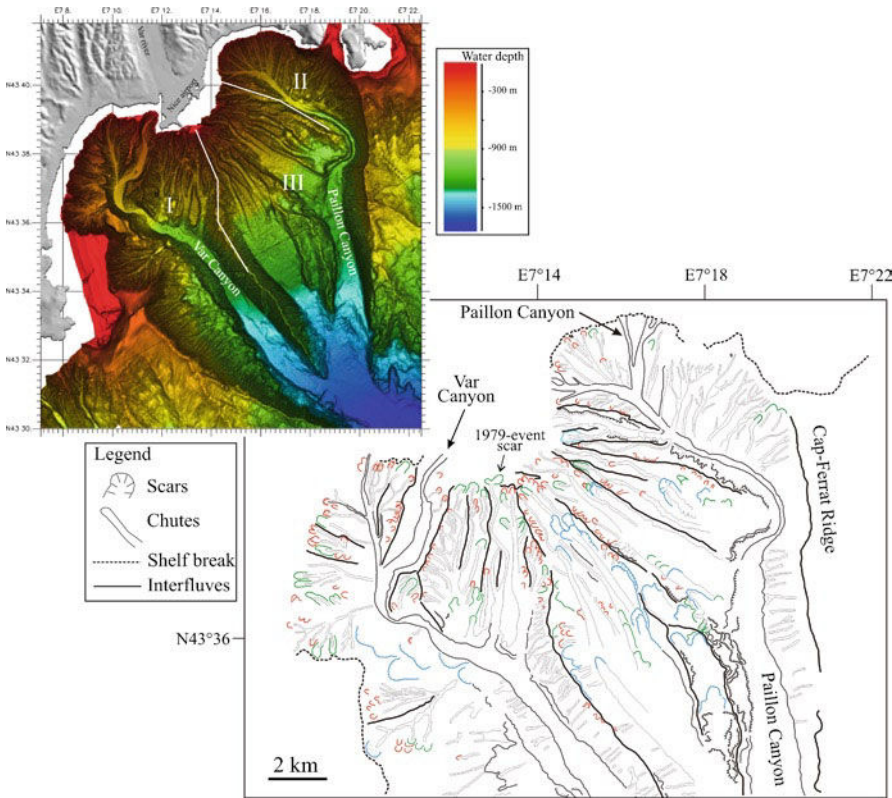 E7 8. E7 10. E7 12. E7 14. E7 16. E7 18. E7 20. E7 22.
Var river
Nice airport
N43 40.
N43 38.
N43 36.
N43 34.
N43 32.
N43 30.
I
II
III
Var Canyon
Paillon Canyon
Water depth
-300 m
-900 m
-1500 m
E7°14
E7°18
E7°22
Paillon Canyon
Var
Canyon
1979-event
scar
Cap-Ferrat Ridge
Paillon Canyon
Legend
Scars
Chutes
Shelf break
Interfluves
N43°36
2 km